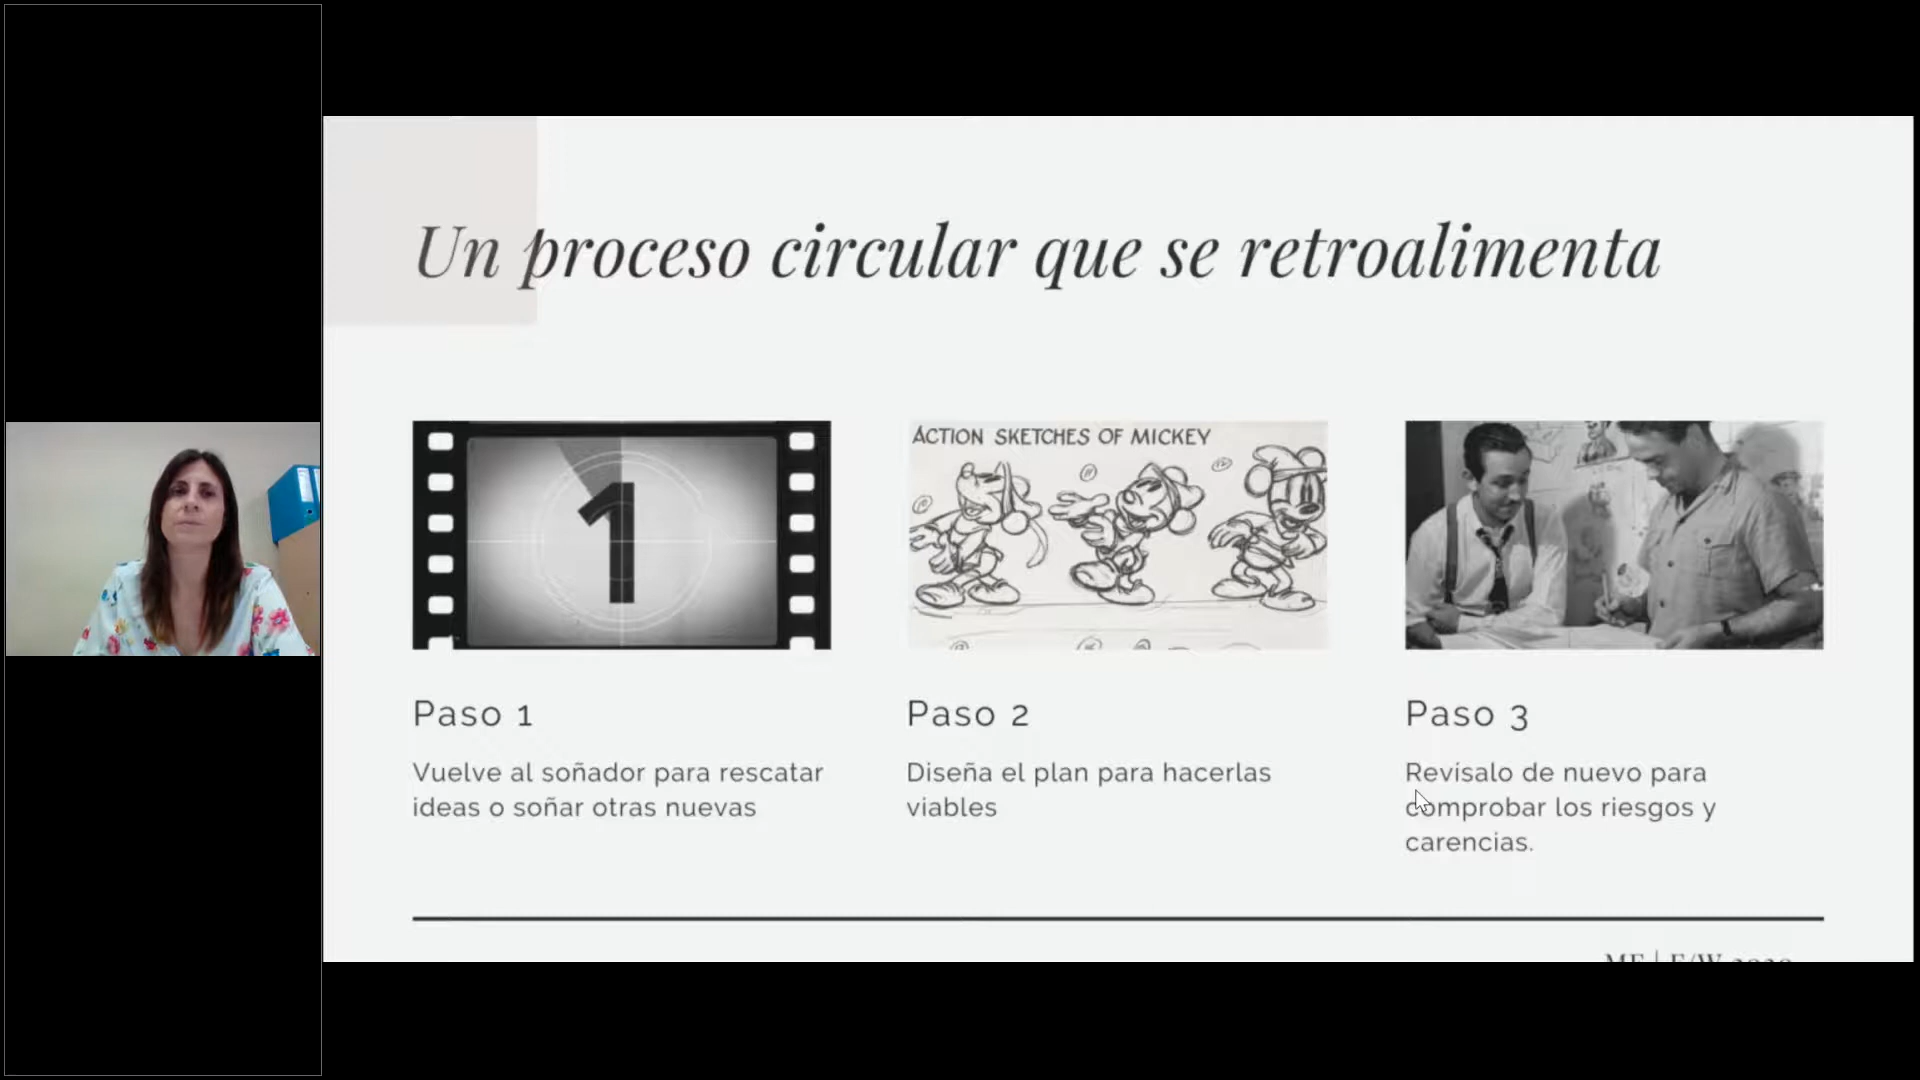 Un proceso circular que se retroalimenta
1
ACTION SKETCHES OF MICKEY
Paso 1
Vuelve al soñador para rescatar
ideas o soñar otras nuevas
Paso 2
Diseña el plan para hacerlas
viables
Paso 3
Revísalo de nuevo para
comprobar los riesgos y
carencias.